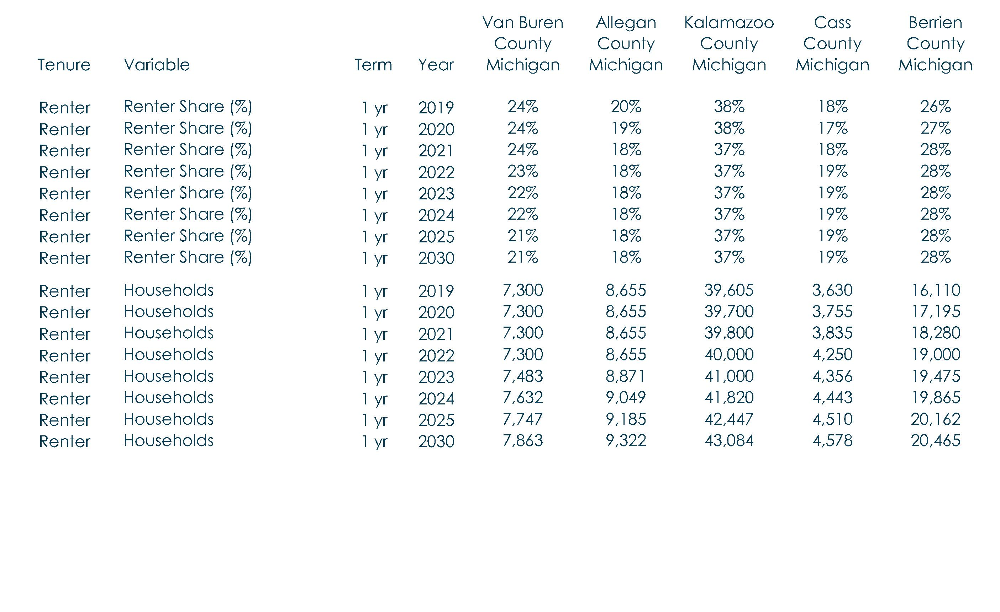 Van Buren Allegan Kalamazoo Cass Berrien
County County County County County
Tenure Variable Term Year Michigan Michigan Michigan Michigan Michigan
Renter Renter Share (%) 1 yr 2019 24% 20% 38% 18% 26%
Renter Renter Share (%) 1 yr 2020 24% 19% 38% 17% 27%
Renter Renter Share (%) 1 yr 2021 24% 18% 37% 18% 28%
Renter Renter Share (%) 1 yr 2022 23% 18% 37% 19% 28%
Renter Renter Share (%) 1 yr 2023 22% 18% 37% 19% 28%
Renter Renter Share (%) 1 yr 2024 22% 18% 37% 19% 28%
Renter Renter Share (%) 1 yr 2025 21% 18% 37% 19% 28%
Renter Renter Share (%) 1 yr 2030 21% 18% 37% 19% 28%
Renter Households 1 yr 2019 7,300 8,655 39,605 3,630 16,110
Renter Households 1 yr 2020 7,300 8,655 39,700 3,755 17,195
Renter Households 1 yr 2021 7,300 8,655 39,800 3,835 18,280
Renter Households 1 yr 2022 7,300 8,655 40,000 4,250 19,000
Renter Households 1 yr 2023 7,483 8,871 41,000 4,356 19,475
Renter Households 1 yr 2024 7,632 9,049 41,820 4,443 19,865
Renter Households 1 yr 2025 7,747 9,185 42,447 4,510 20,162
Renter Households 1 yr 2030 7,863 9,322 43,084 4,578 20,465